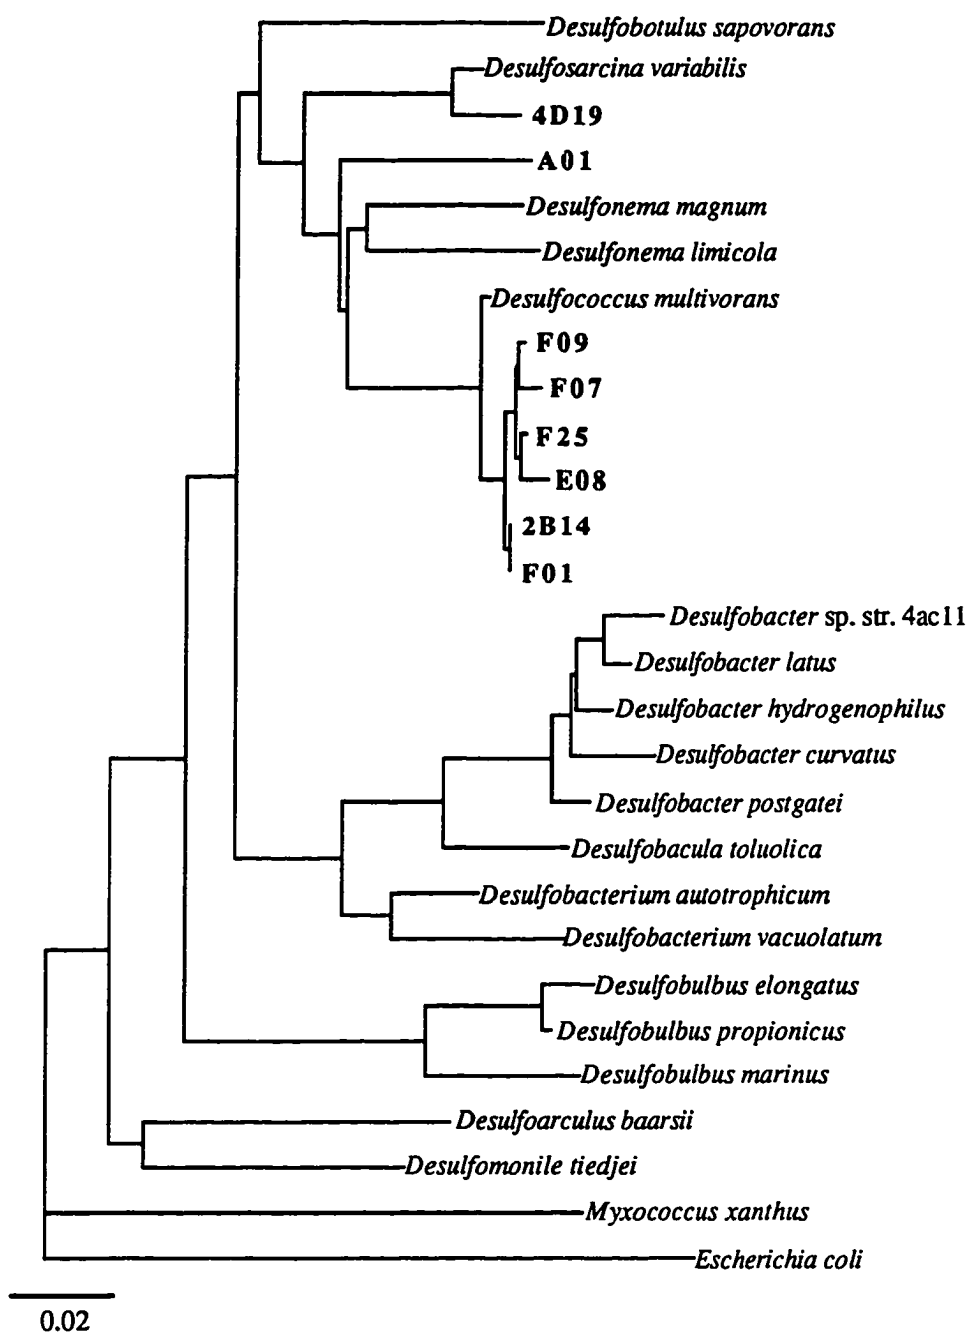 Desulfobotulus sapovorans
Desulfosarcina variabilis
4D19
A01
Desulfonema magnum
Desulfonema limicola
Desulfococcus multivorans
F09
F07
F25
E08
2B14
F01
Desulfobacter sp. str. 4ac11
Desulfobacter latus
Desulfobacter hydrogenophilus
Desulfobacter curvatus
Desulfobacter postgatei
Desulfobacula toluolica
Desulfobacterium autotrophicum
Desulfobacterium vacuolatum
Desulfobulbus elongatus
Desulfobulbus propionicus
Desulfobulbus marinus
Desulfoarculus baarsii
Desulfomonile tiedjei
Myxococcus xanthus
Escherichia coli
0.02